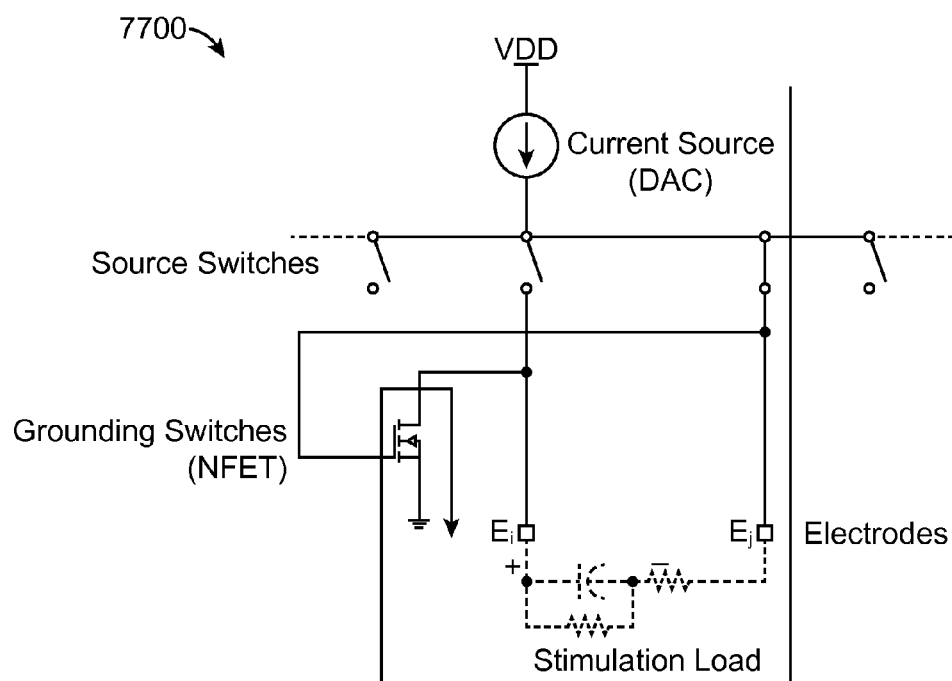 7700
VDD
Current Source
(DAC)
Source Switches
Grounding Switches
(NFET)
Ei
Ej
Electrodes
+
−
Stimulation Load